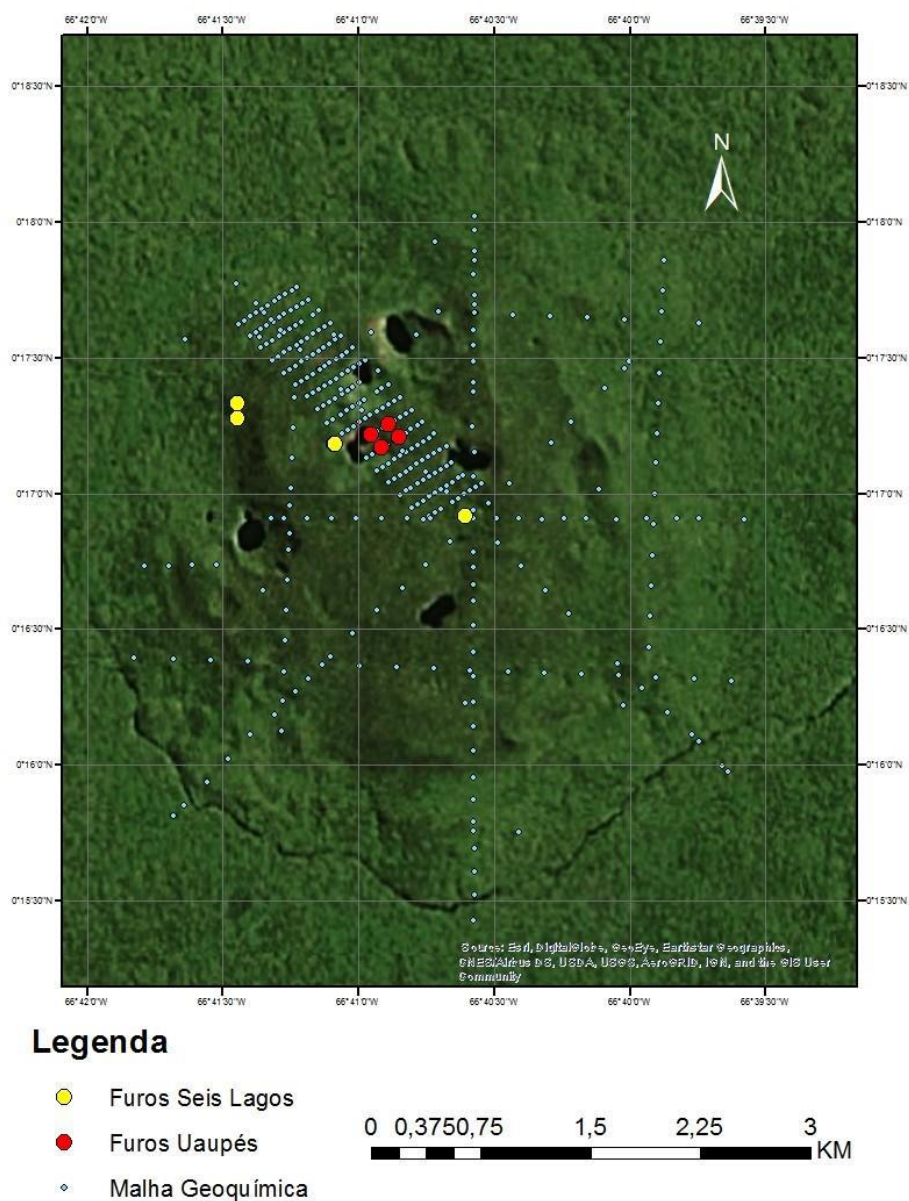 66°42'0"W 66°41'30"W 66°41'0"W 66°40'30"W 66°40'0"W 66°39'30"W
0°18'30"N 0°18'30"N
N
0°18'0"N 0°18'0"N
0°17'30"N 0°17'30"N
0°17'0"N 0°17'0"N
0°16'30"N 0°16'30"N
0°16'0"N 0°16'0"N
0°15'30"N 0°15'30"N
Source: Esri, DigitalGlobe, GeoEye, Earthstar Geographics,
CNES/Airbus DS, USDA, USGS, AeroGRID, IGN, and the GIS User
Community
66°42'0"W 66°41'30"W 66°41'0"W 66°40'30"W 66°40'0"W 66°39'30"W
Legenda
Furos Seis Lagos
Furos Uaupés
Malha Geoquímica
0 0,3750,75 1,5 2,25 3
KM